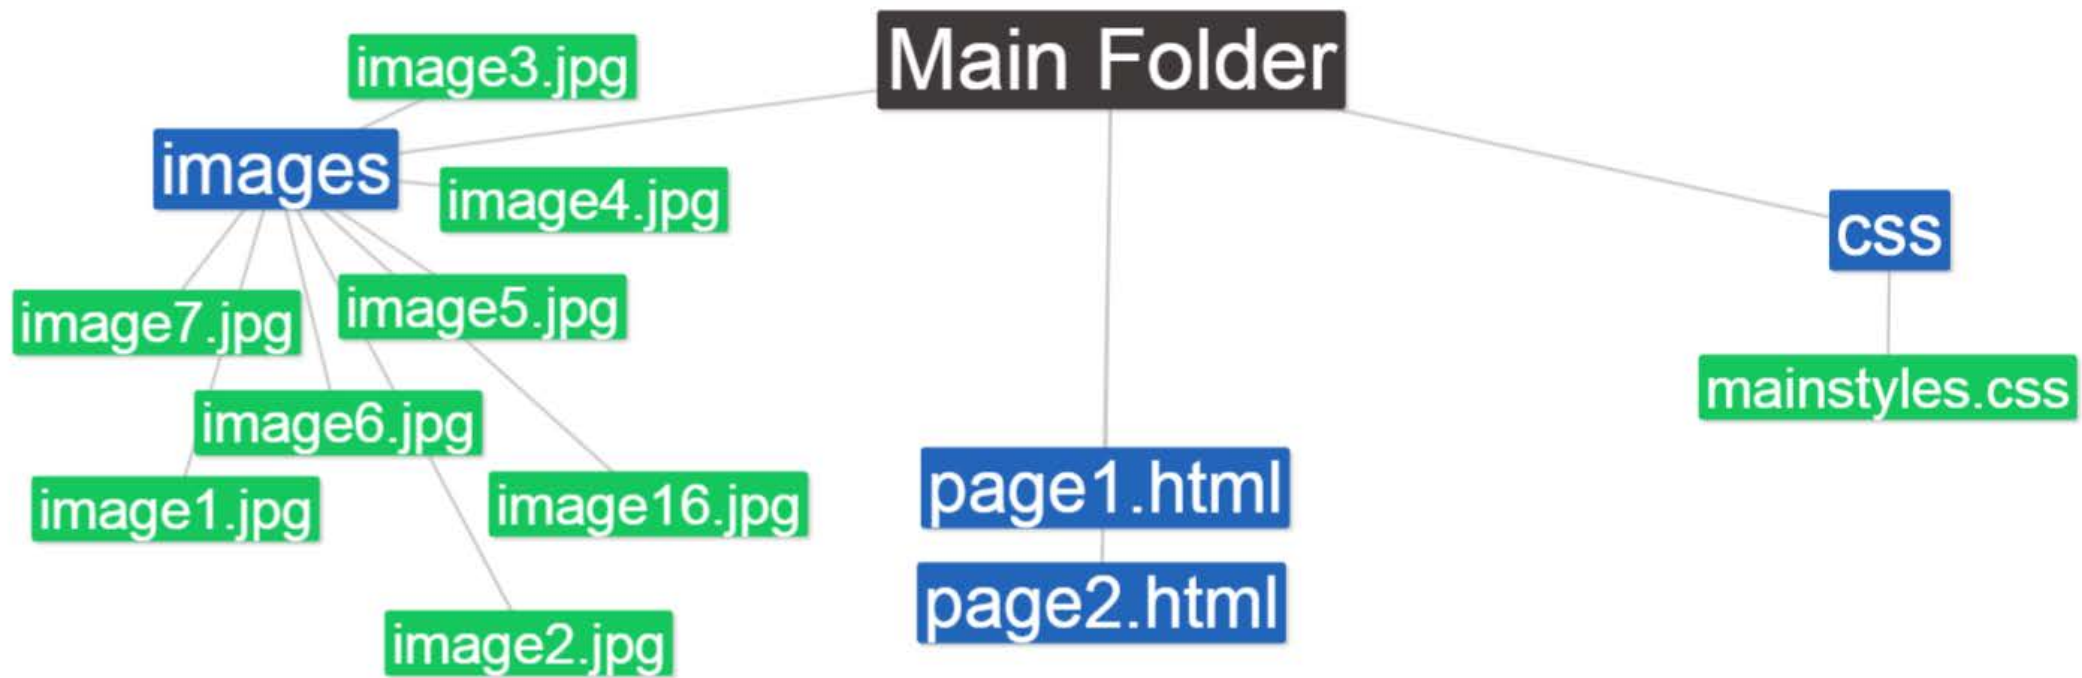 Main Folder
image3.jpg
images
image4.jpg
css
image7.jpg
image5.jpg
mainstyles.css
image6.jpg
page1.html
image1.jpg
image16.jpg
page2.html
image2.jpg